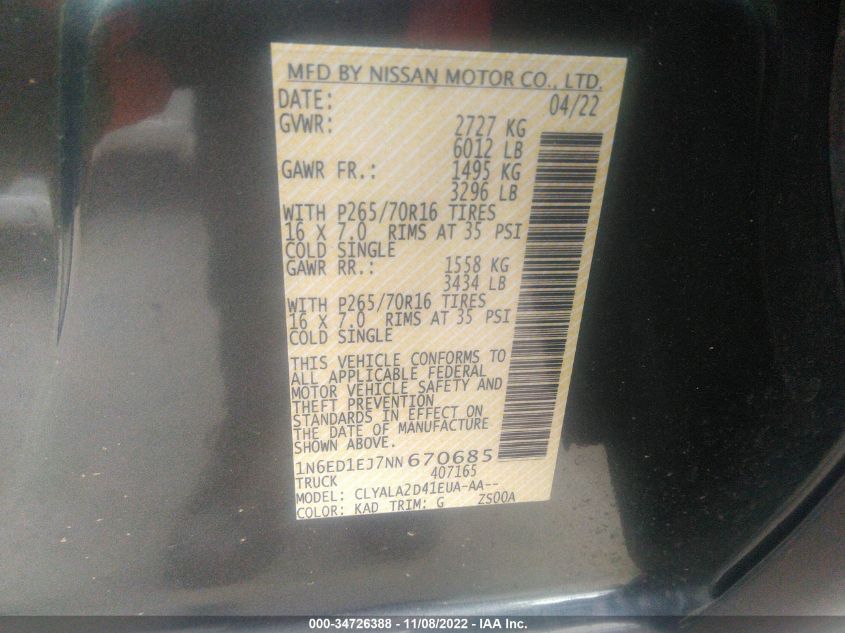 MFD BY NISSAN MOTOR CO., LTD.
DATE: 04/22
GVWR: 2727 KG
6012 LB
GAWR FR.: 1495 KG
3296 LB
WITH P265/70R16 TIRES
16 X 7.0 RIMS AT 35 PSI
COLD SINGLE
GAWR RR.: 1558 KG
3434 LB
WITH P265/70R16 TIRES
16 X 7.0 RIMS AT 35 PSI
COLD SINGLE
THIS VEHICLE CONFORMS TO
ALL APPLICABLE FEDERAL
MOTOR VEHICLE SAFETY AND
THEFT PREVENTION
STANDARDS IN EFFECT ON
THE DATE OF MANUFACTURE
SHOWN ABOVE.
1N6ED1EJ7NN670685
TRUCK 407165
MODEL: CLYALA2D41EUA-AA--
COLOR: KAD TRIM: G ZS00A
000-34726388 - 11/08/2022 - IAA Inc.